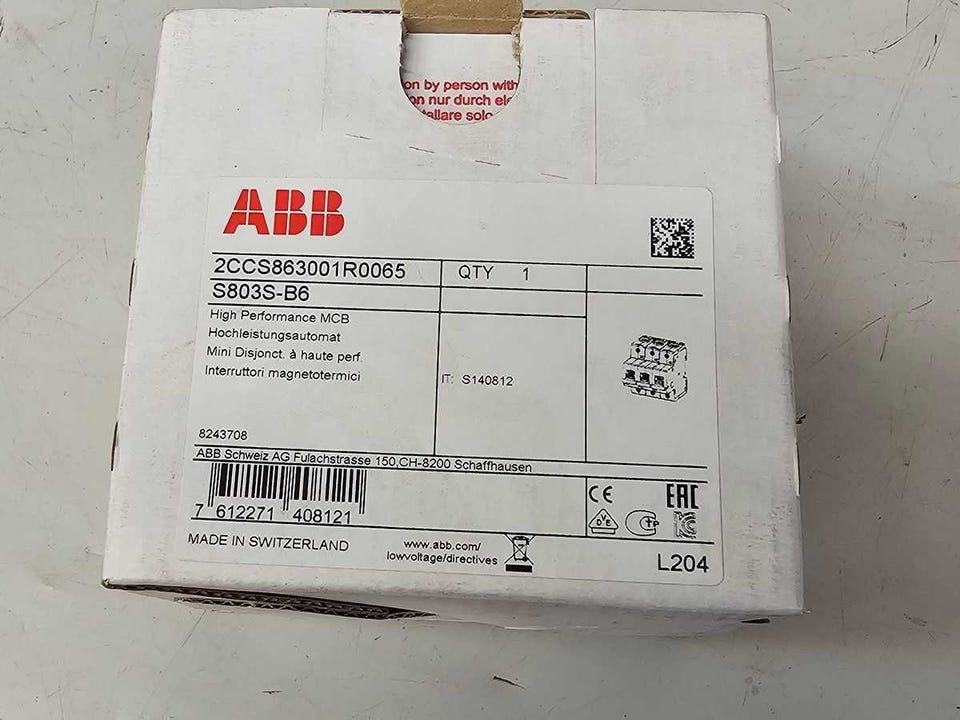 on by person with
on nur durch ele
tallare solo
ABB
2CCS863001R0065
QTY 1
S803S-B6
High Performance MCB
Hochleistungsautomat
Mini Disjonct. à haute perf.
Interruttori magnetotermici
IT: S140812
8243708
ABB Schweiz AG Fulachstrasse 150,CH-8200 Schaffhausen
7 612271 408121
CE
EAC
VDE
MADE IN SWITZERLAND
www.abb.com/
lowvoltage/directives
L204